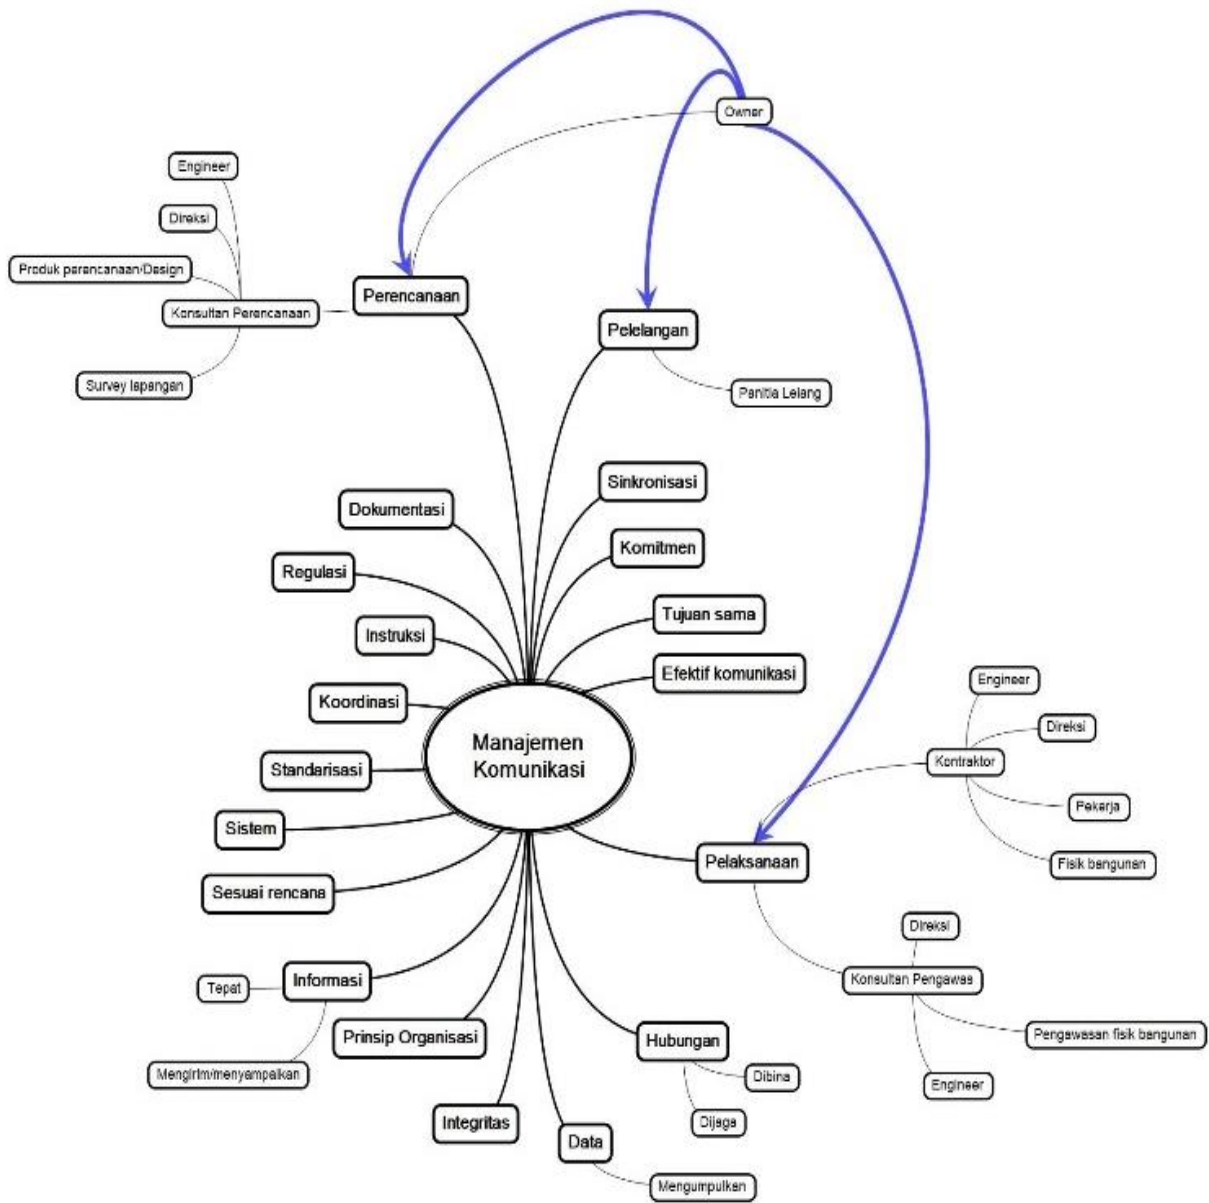 Owner
Engineer
Direksi
Produk perencanaan/Design
Konsultan Perencanaan
Survey lapangan
Perencanaan
Pelelangan
Panitia Lelang
Sinkronisasi
Komitmen
Tujuan sama
Efektif komunikasi
Dokumentasi
Regulasi
Instruksi
Koordinasi
Standarisasi
Sistem
Sesuai rencana
Manajemen
Komunikasi
Engineer
Direksi
Kontraktor
Pekerja
Fisik bangunan
Pelaksanaan
Direksi
Konsultan Pengawas
Pengawasan fisik bangunan
Engineer
Informasi
Tepat
Mengirim/menyampaikan
Prinsip Organisasi
Integritas
Hubungan
Dibina
Dijaga
Data
Mengumpulkan